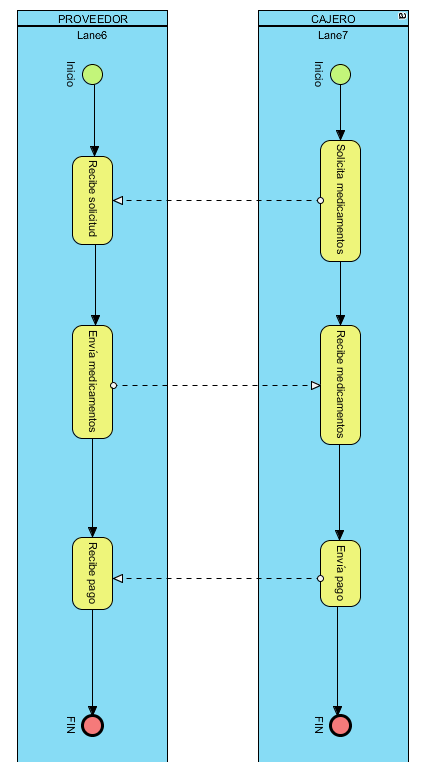 PROVEEDOR
Lane6
Inicio
Recibe solicitud
Envía medicamentos
Recibe pago
FIN
CAJERO
a
Lane7
Inicio
Solicita medicamentos
Recibe medicamentos
Envía pago
FIN